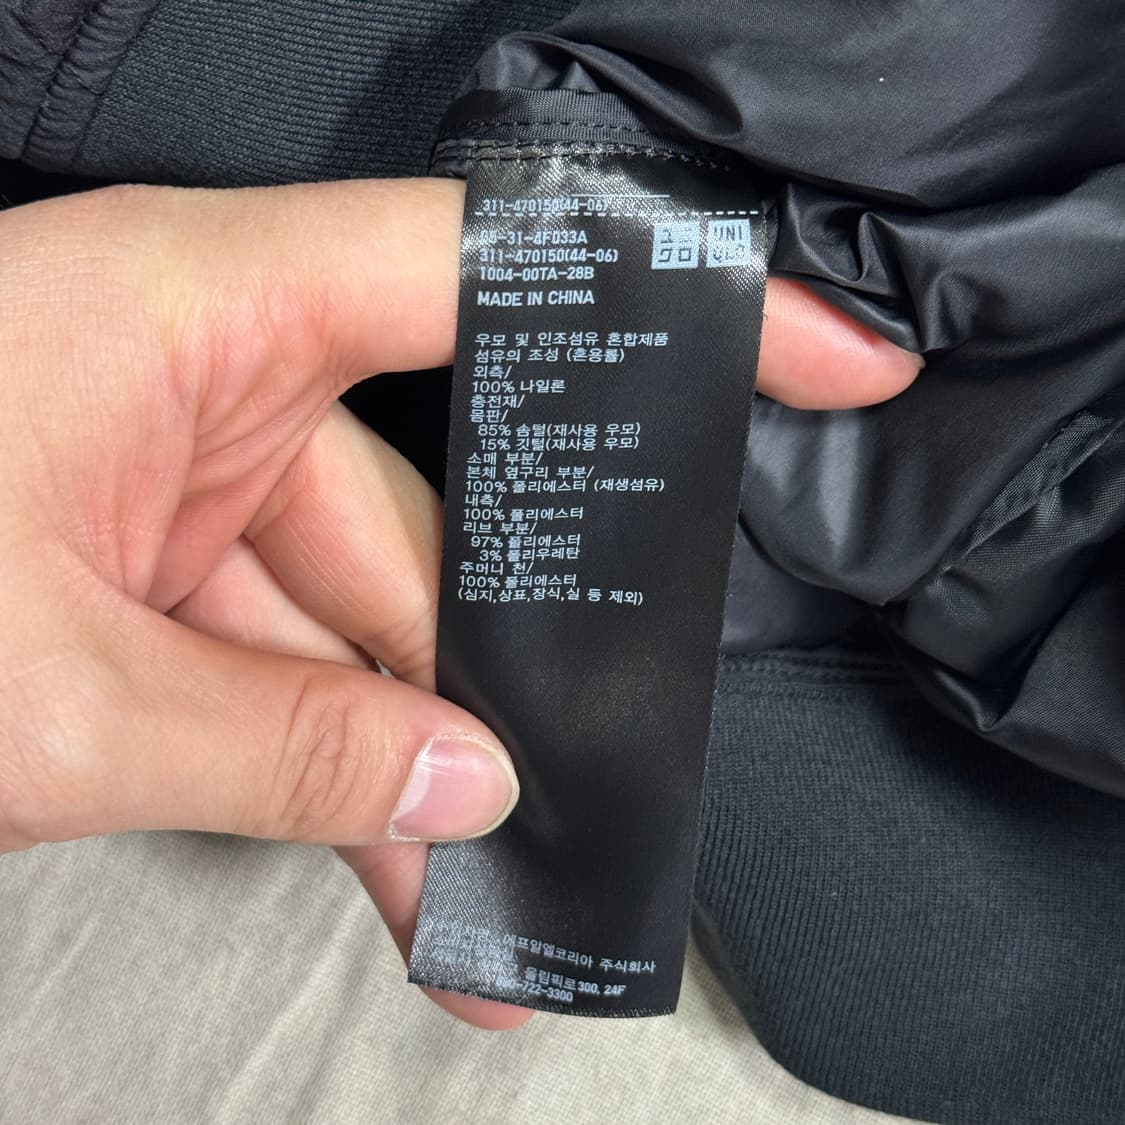 311-470150(44-06)
-31-4F033A
311-470150(44-06)
1004-00TA-28B
UNI
MADE IN CHINA
우모 및 인조섬유 혼합제품
섬유의 조성 (혼용률)
외측/
100% 나일론
충전재/
몸판/
85% 솜털(재사용 우모)
15% 깃털(재사용 우모)
소매 부분/
본체 옆구리 부분/
100% 폴리에스터 (재생섬유)
내측/
100% 폴리에스터
리브 부분/
97% 폴리에스터
3% 폴리우레탄
주머니 천/
100% 폴리에스터
(심지,상표,장식,실 등 제외)
에프알엘코리아 주식회사
올림픽로300, 24F
080-722-3300